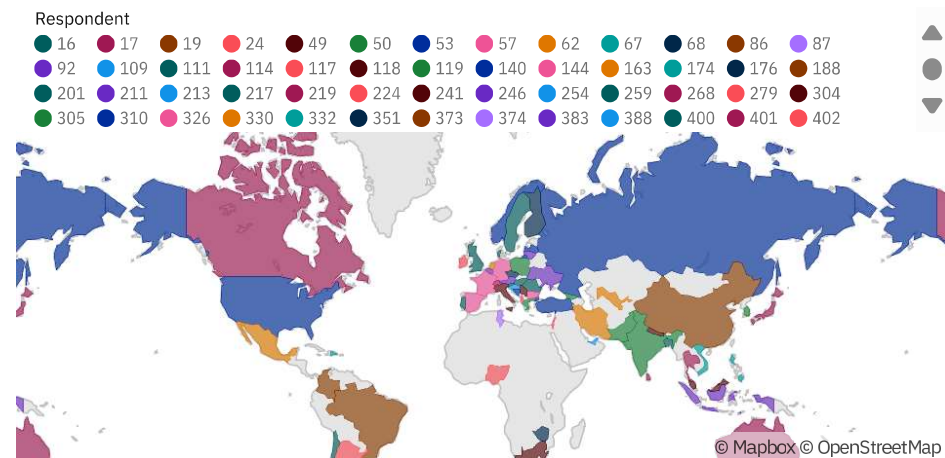 Respondent
16 17 19 24 49 50 53 57 62 67 68 86 87
92 109 111 114 117 118 119 140 144 163 174 176 188
201 211 213 217 219 224 241 246 254 259 268 279 304
305 310 326 330 332 351 373 374 383 388 400 401 402
© Mapbox © OpenStreetMap